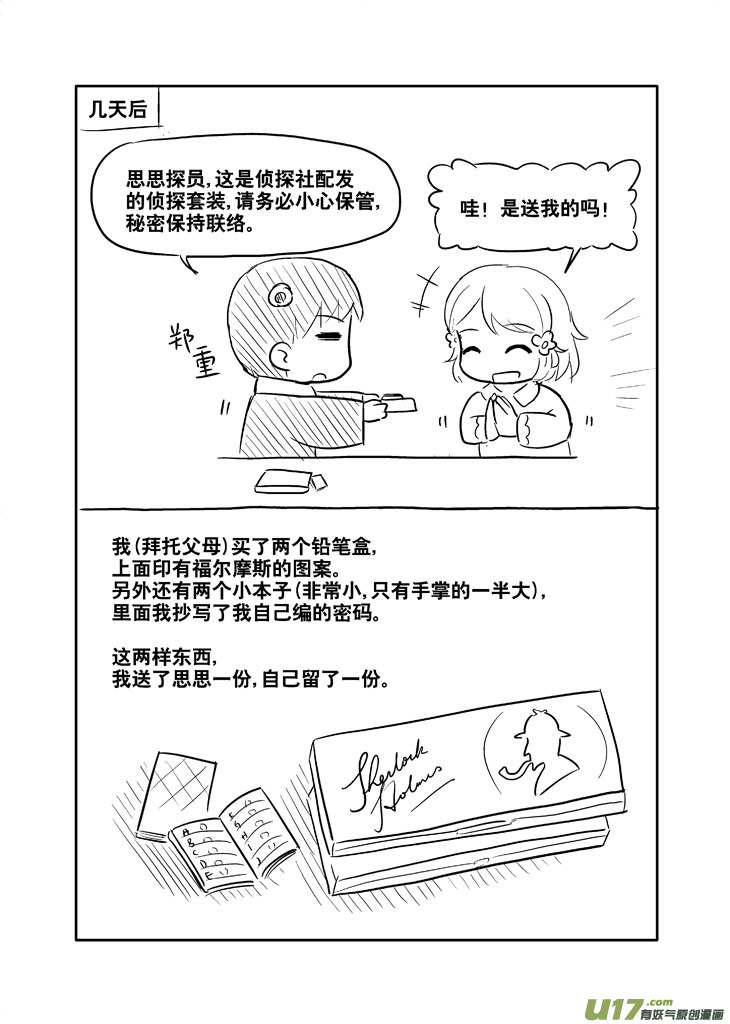 几天后
思思探员,这是侦探社配发
的侦探套装,请务必小心保管,
秘密保持联络。
哇!是送我的吗!
郑重
我(拜托父母)买了两个铅笔盒,
上面印有福尔摩斯的图案。
另外还有两个小本子(非常小,只有手掌的一半大),
里面我抄写了我自己编的密码。
这两样东西,
我送了思思一份,自己留了一份。
Sherlock
Holmes
A
B
C
D
E
U17.com
有妖气原创漫画